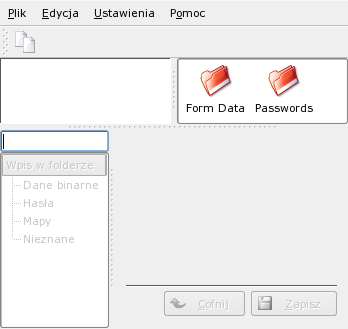 Plik Edycja Ustawienia Pomoc
Form Data Passwords
Wpis w folderze
Dane binarne
Hasła
Mapy
Nieznane
Cofnij Zapisz